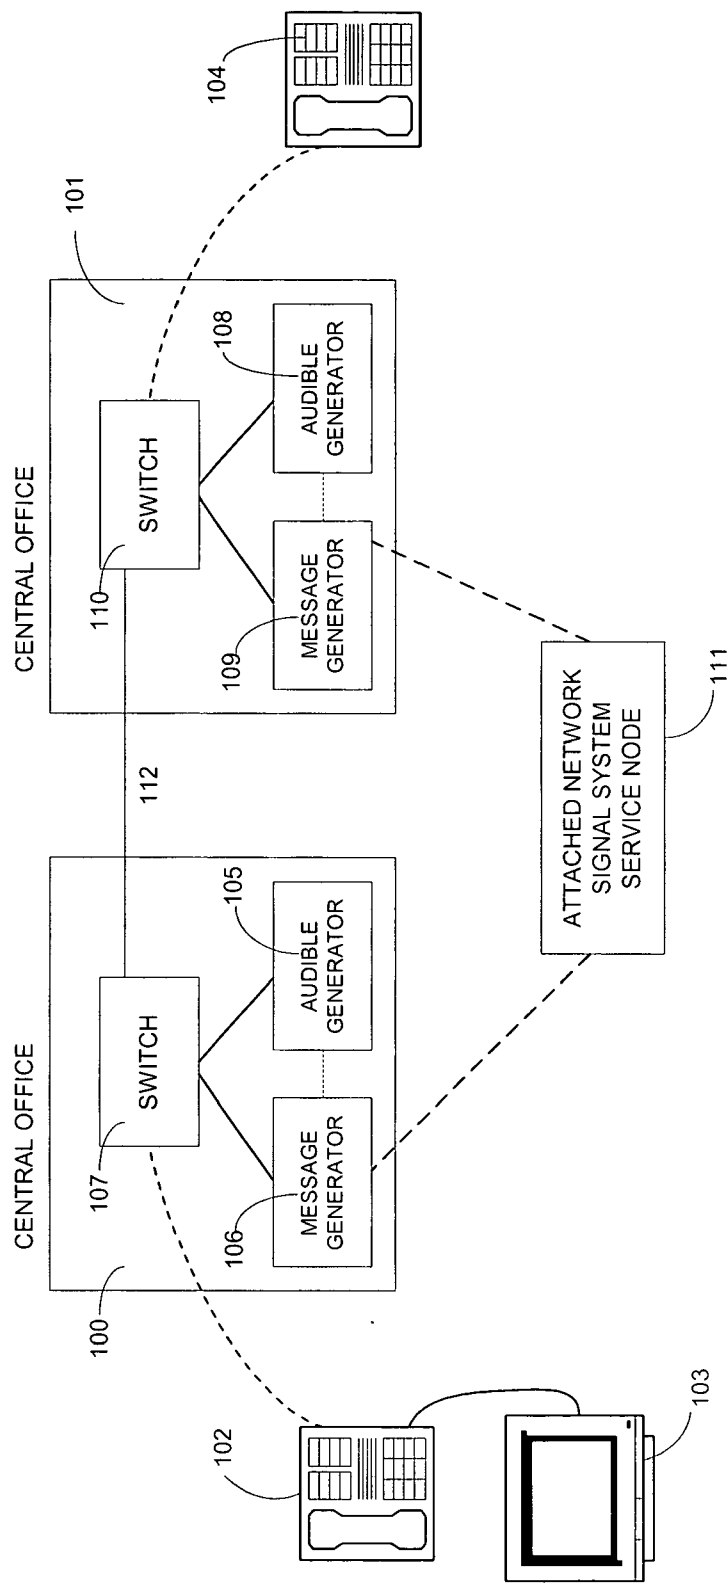 CENTRAL OFFICE
CENTRAL OFFICE
100
107
SWITCH
112
110
SWITCH
101
104
102
106
MESSAGE
GENERATOR
105
AUDIBLE
GENERATOR
109
MESSAGE
GENERATOR
108
AUDIBLE
GENERATOR
103
ATTACHED NETWORK
SIGNAL SYSTEM
SERVICE NODE
111